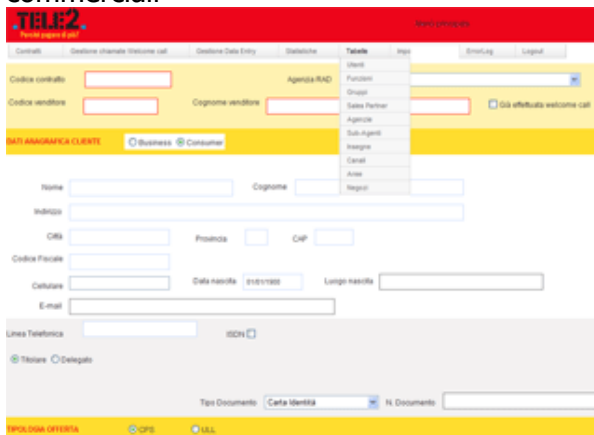 commerciali
TELE2.
Perché pagare di più?
Contratti Gestione chiamate Welcome call Gestione Data Entry Statistiche Tabelle ErrorLog Logout
Utenti
Codice contratto Agenzia RAD Funzioni
Gruppi
Codice venditore Cognome venditore Sales Partner Già effettuata welcome call
Agenzie
Sub-Agenti
DATI ANAGRAFICA CLIENTE Business Consumer Insegne
Canali
Aree
Nome Cognome Negozi
Indirizzo
Città Provincia CAP
Codice Fiscale
Cellulare Data nascita 01/01/1900 Luogo nascita
E-mail
Linea Telefonica ISDN
Titolare Delegato
Tipo Documento Carta Identità N. Documento
TIPOLOGIA OFFERTA CPS ULL